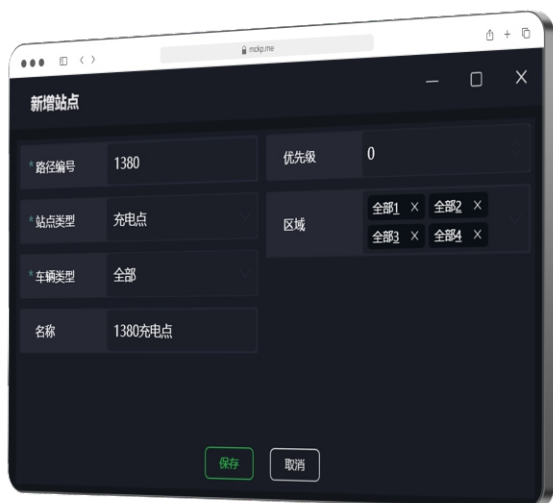 mckp.me
新增站点
* 路径编号 1380
优先级 0
* 站点类型 充电点
区域 全部1 × 全部2 ×
全部3 × 全部4 ×
* 车辆类型 全部
名称 1380充电点
保存 取消